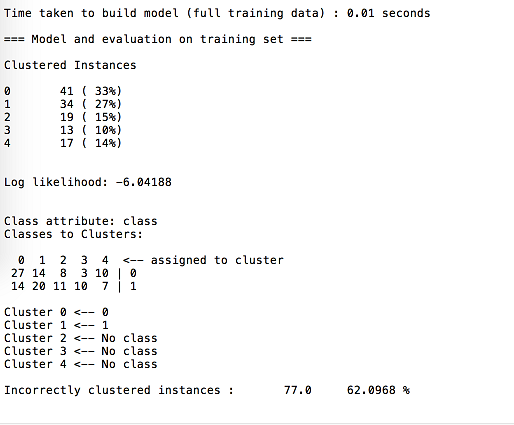 Time taken to build model (full training data) : 0.01 seconds
=== Model and evaluation on training set ===
Clustered Instances
0       41 ( 33%)
1       34 ( 27%)
2       19 ( 15%)
3       13 ( 10%)
4       17 ( 14%)
Log likelihood: -6.04188
Class attribute: class
Classes to Clusters:
  0  1  2  3  4  <-- assigned to cluster
 27 14  8  3 10 | 0
 14 20 11 10  7 | 1
Cluster 0 <-- 0
Cluster 1 <-- 1
Cluster 2 <-- No class
Cluster 3 <-- No class
Cluster 4 <-- No class
Incorrectly clustered instances :       77.0     62.0968 %